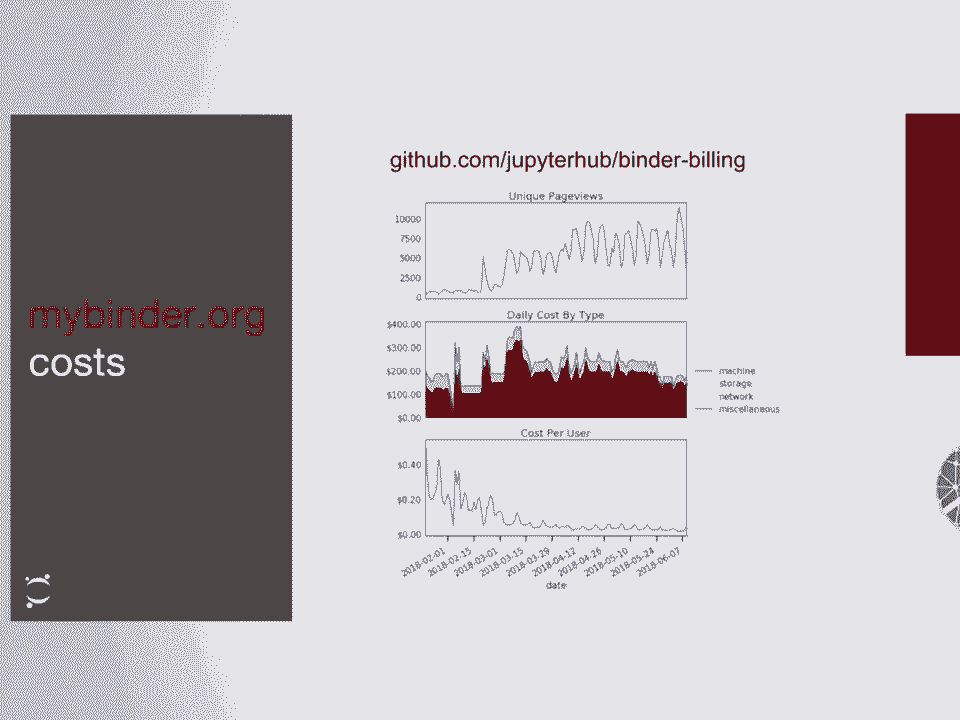 mybinder.org
costs
github.com/jupyterhub/binder-billing
Unique Pageviews
10000
7500
5000
2500
0
Daily Cost By Type
$400.00
$300.00
$200.00
$100.00
$0.00
machine
storage
network
miscellaneous
Cost Per User
$0.40
$0.20
$0.00
2018-02-01
2018-02-15
2018-03-01
2018-03-15
2018-03-29
2018-04-12
2018-04-26
2018-05-10
2018-05-24
2018-06-07
date